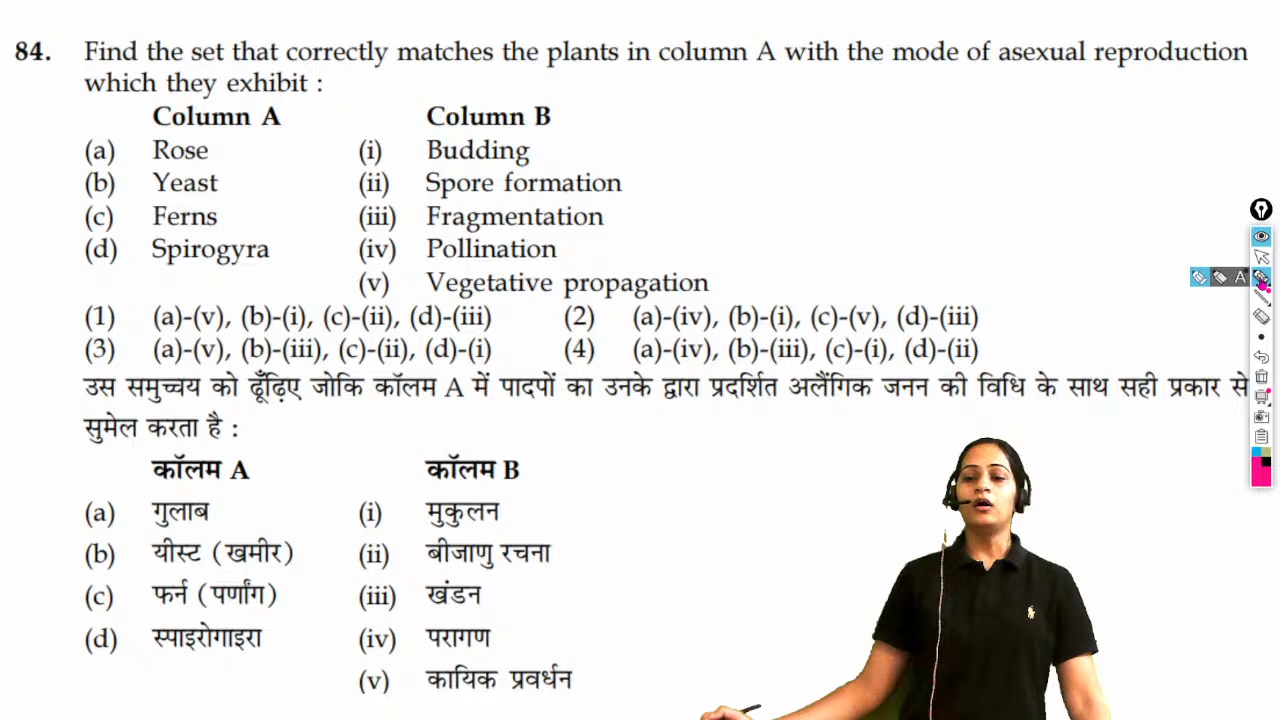 84. Find the set that correctly matches the plants in column A with the mode of asexual reproduction
which they exhibit :
Column A Column B
(a) Rose (i) Budding
(b) Yeast (ii) Spore formation
(c) Ferns (iii) Fragmentation
(d) Spirogyra (iv) Pollination
(v) Vegetative propagation
(1) (a)-(v), (b)-(i), (c)-(ii), (d)-(iii) (2) (a)-(iv), (b)-(i), (c)-(v), (d)-(iii)
(3) (a)-(v), (b)-(iii), (c)-(ii), (d)-(i) (4) (a)-(iv), (b)-(iii), (c)-(i), (d)-(ii)
उस समुच्चय को ढूँढ़िए जोकि कॉलम A में पादपों का उनके द्वारा प्रदर्शित अलैंगिक जनन की विधि के साथ सही प्रकार से
सुमेल करता है :
कॉलम A कॉलम B
(a) गुलाब (i) मुकुलन
(b) यीस्ट (खमीर) (ii) बीजाणु रचना
(c) फर्न (पर्णांग) (iii) खंडन
(d) स्पाइरोगाइरा (iv) परागण
(v) कायिक प्रवर्धन
A